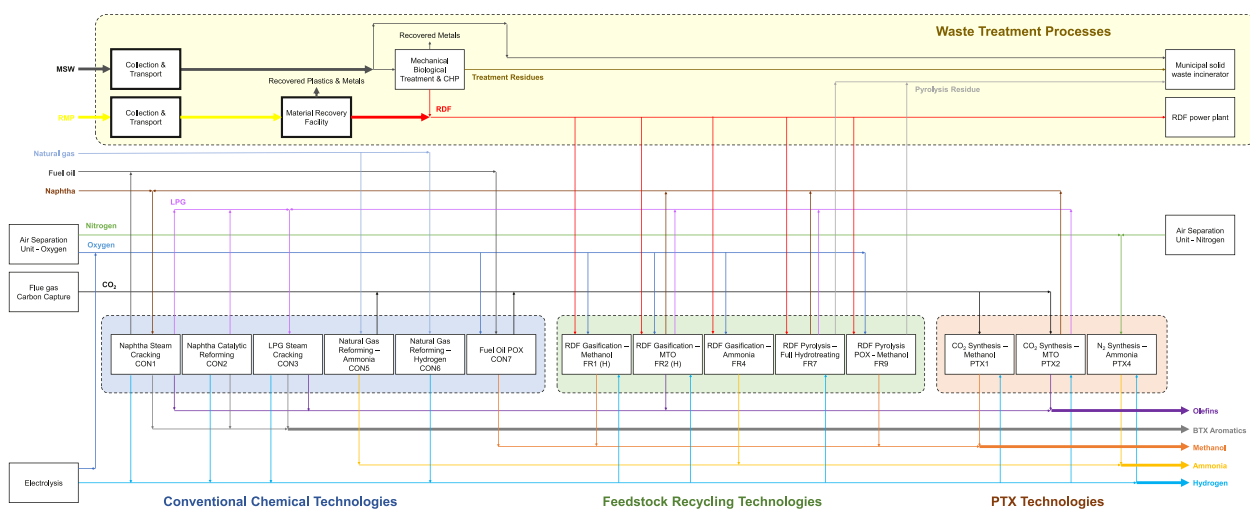 Waste Treatment Processes
Recovered Metals
MSW
Collection &
Transport
Mechanical
Biological
Treatment & CHP
Treatment Residues
Municipal solid
waste incinerator
Recovered Plastics & Metals
Pyrolysis Residue
RMP
Collection &
Transport
Material Recovery
Facility
RDF
RDF power plant
Natural gas
Fuel oil
Naphtha
LPG
Nitrogen
Air Separation
Unit – Oxygen
Oxygen
Air Separation
Unit – Nitrogen
Flue gas
Carbon Capture
CO₂
Naphtha Steam
Cracking
CON1
Naphtha Catalytic
Reforming
CON2
LPG Steam
Cracking
CON3
Natural Gas
Reforming –
Ammonia
CON5
Natural Gas
Reforming –
Hydrogen
CON6
Fuel Oil POX
CON7
RDF Gasification –
Methanol
FR1 (H)
RDF Gasification –
MTO
FR2 (H)
RDF Gasification –
Ammonia
FR4
RDF Pyrolysis –
Full Hydrotreating
FR7
RDF Pyrolysis
POX – Methanol
FR9
CO₂ Synthesis –
Methanol
PTX1
CO₂ Synthesis –
MTO
PTX2
N₂ Synthesis –
Ammonia
PTX4
Olefins
BTX Aromatics
Methanol
Ammonia
Electrolysis
Hydrogen
Conventional Chemical Technologies
Feedstock Recycling Technologies
PTX Technologies